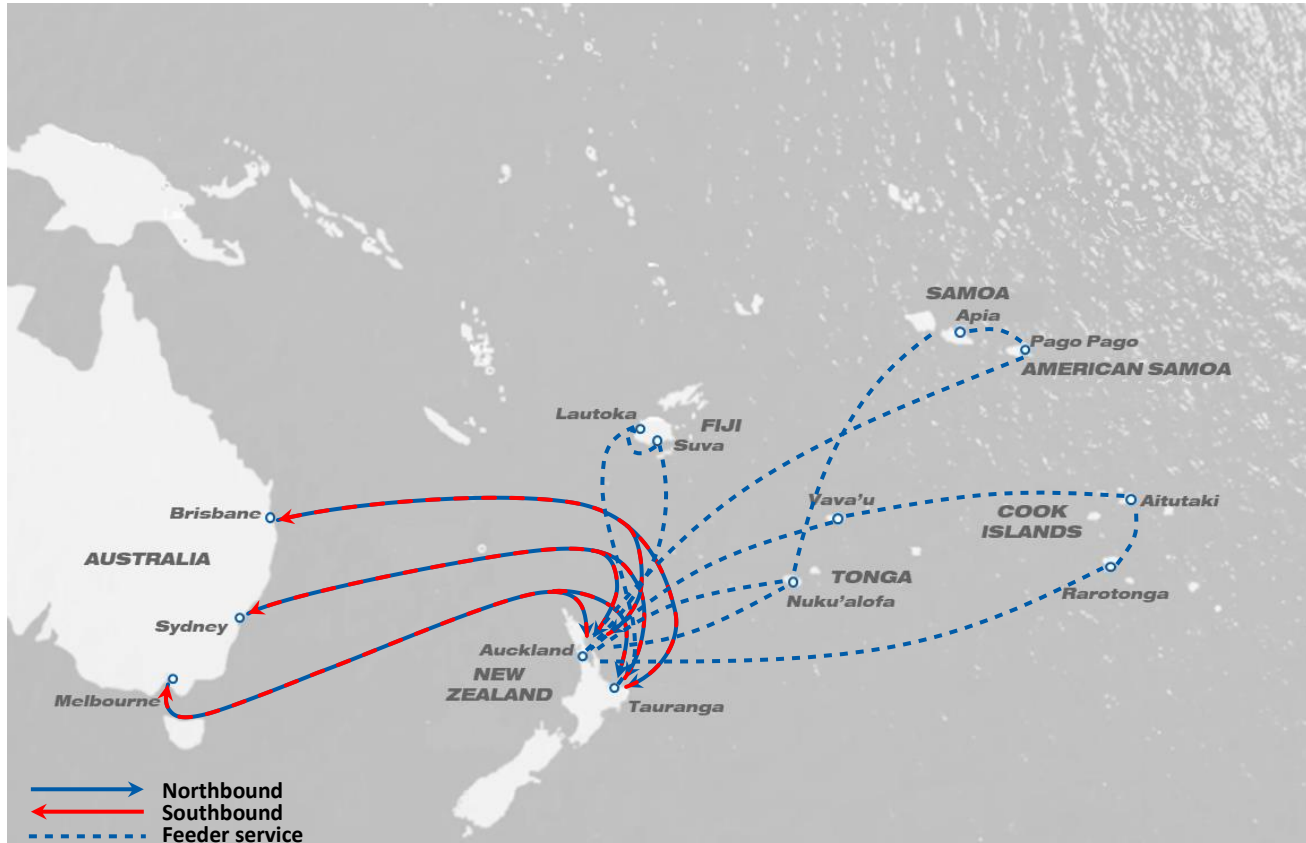 SAMOA
Apia
Pago Pago
AMERICAN SAMOA
Lautoka
FIJI
Suva
Brisbane
Vava'u
Aitutaki
COOK
ISLANDS
AUSTRALIA
TONGA
Nuku'alofa
Rarotonga
Sydney
Auckland
NEW
ZEALAND
Melbourne
Tauranga
Northbound
Southbound
Feeder service